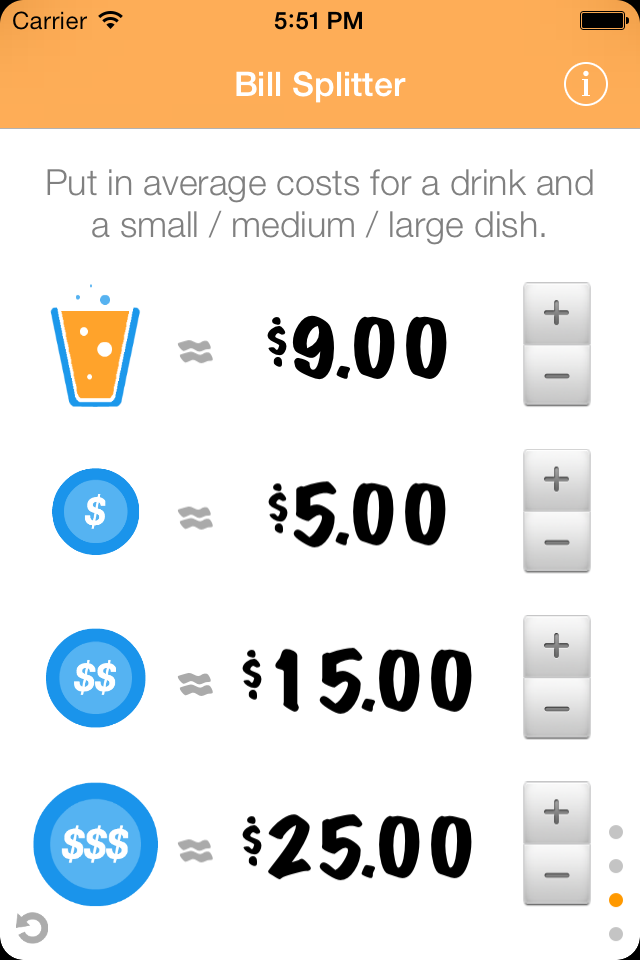 Carrier 5:51 PM
Bill Splitter i
Put in average costs for a drink and
a small / medium / large dish.
≈ $9.00 + −
$ ≈ $5.00 + −
$$ ≈ $15.00 + −
$$$ ≈ $25.00 + −